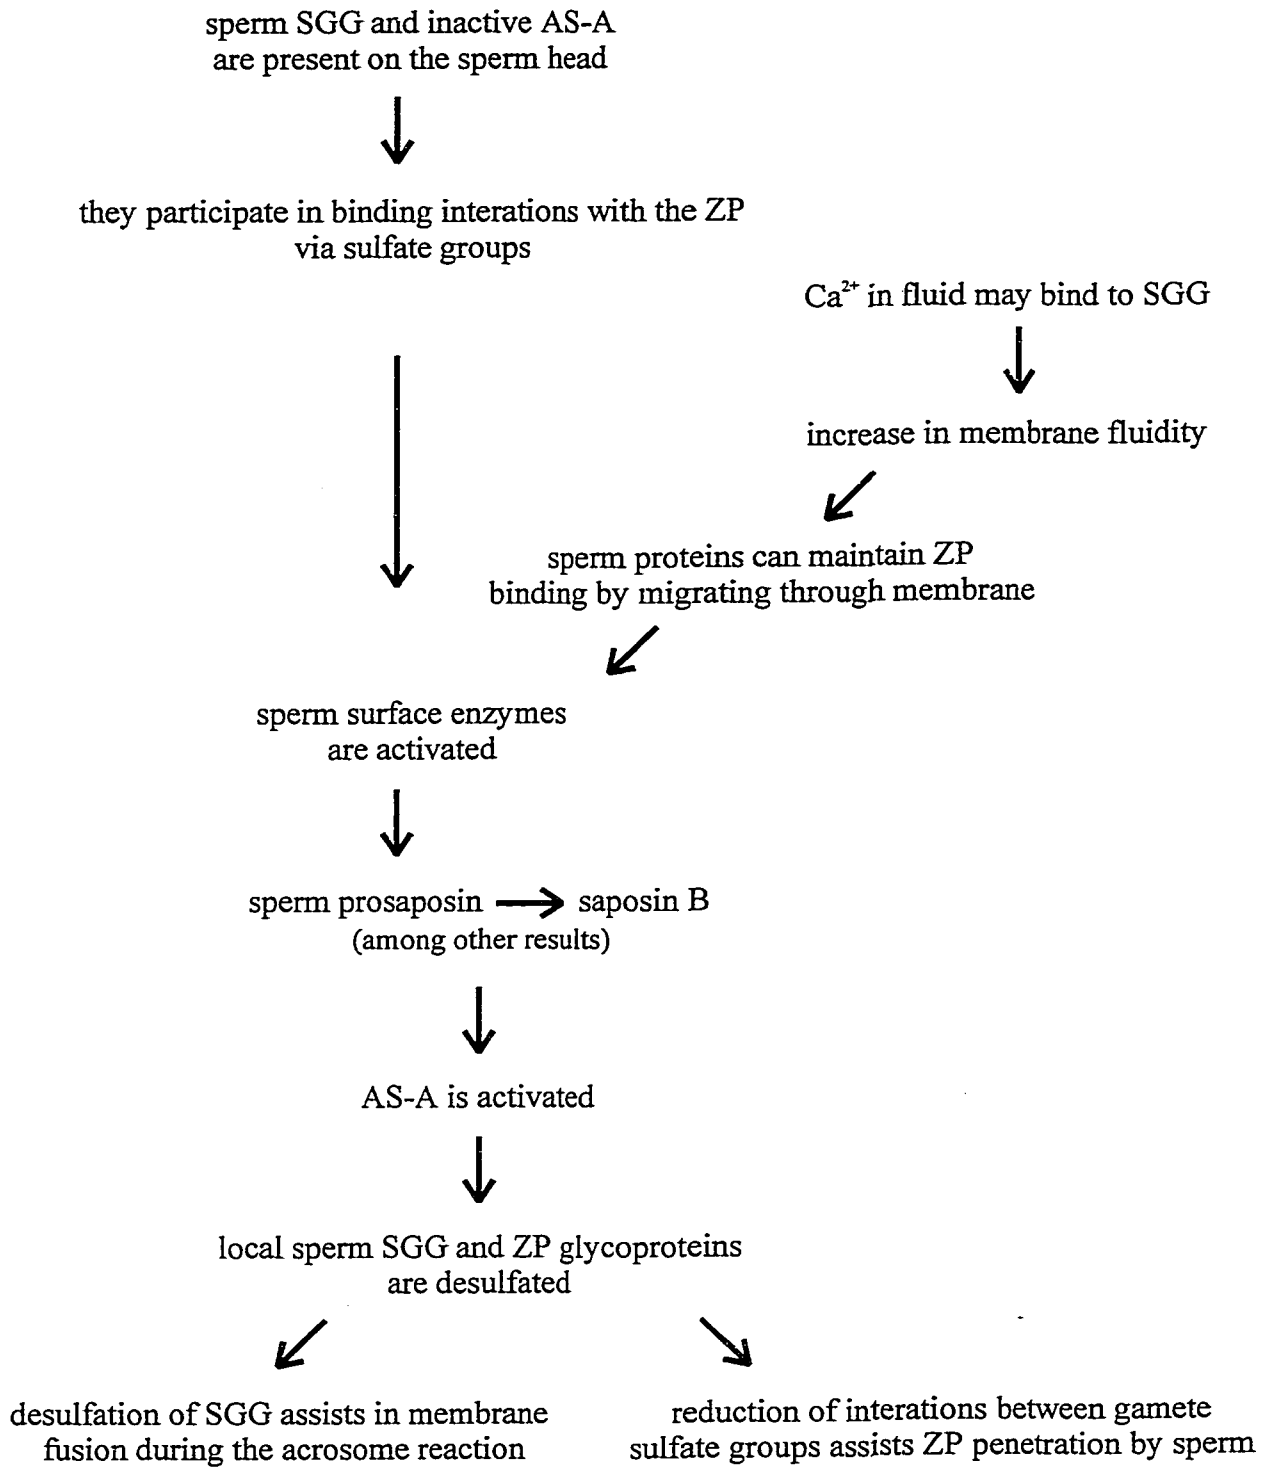 sperm SGG and inactive AS-A
are present on the sperm head
they participate in binding interations with the ZP
via sulfate groups
Ca²⁺ in fluid may bind to SGG
increase in membrane fluidity
sperm proteins can maintain ZP
binding by migrating through membrane
sperm surface enzymes
are activated
sperm prosaposin → saposin B
(among other results)
AS-A is activated
local sperm SGG and ZP glycoproteins
are desulfated
desulfation of SGG assists in membrane
fusion during the acrosome reaction
reduction of interations between gamete
sulfate groups assists ZP penetration by sperm